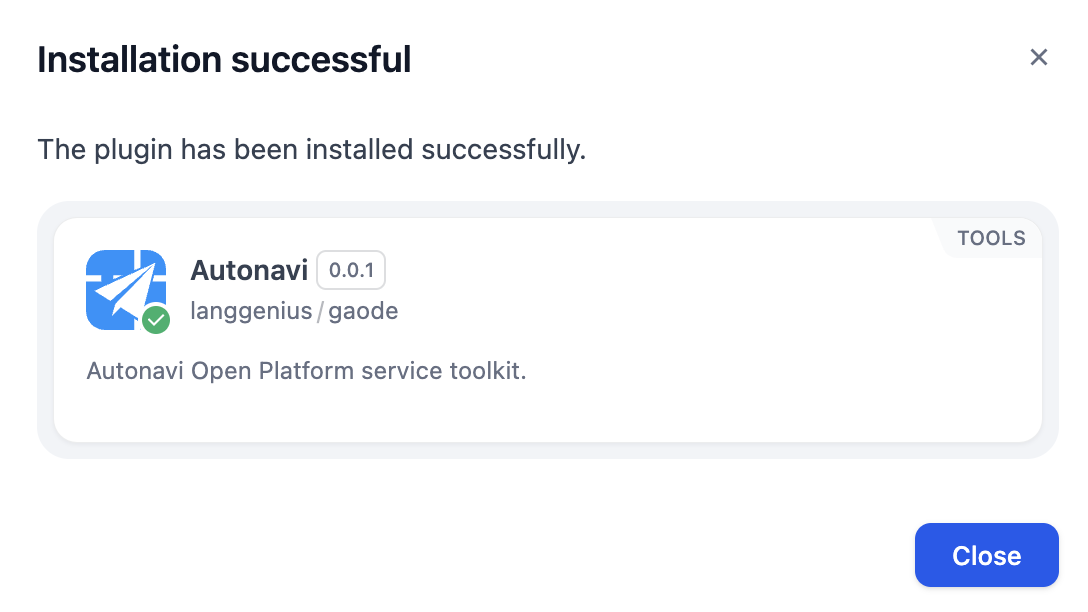 Installation successful
The plugin has been installed successfully.
TOOLS
Autonavi 0.0.1
langgenius / gaode
Autonavi Open Platform service toolkit.
Close